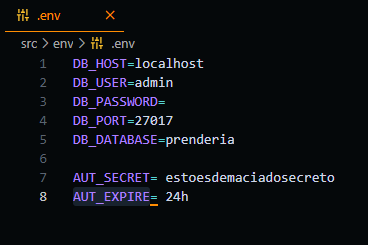 .env
src > env > .env
1 DB_HOST=localhost
2 DB_USER=admin
3 DB_PASSWORD=
4 DB_PORT=27017
5 DB_DATABASE=prenderia
6
7 AUT_SECRET= estoesdemaciadosecreto
8 AUT_EXPIRE= 24h